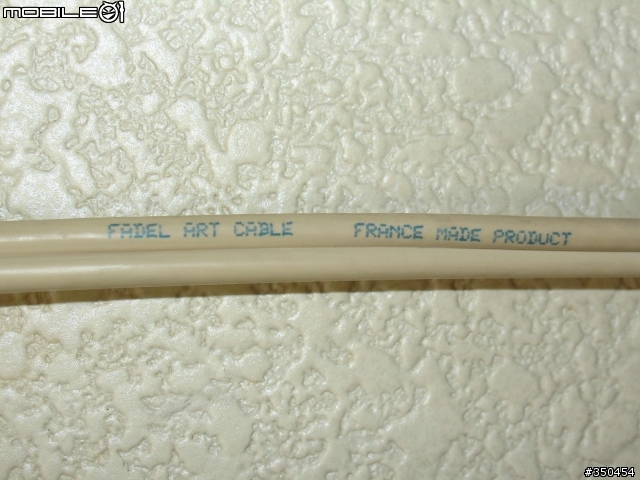 MOBILE01
FADEL ART CABLE FRANCE MADE PRODUCT
#350454